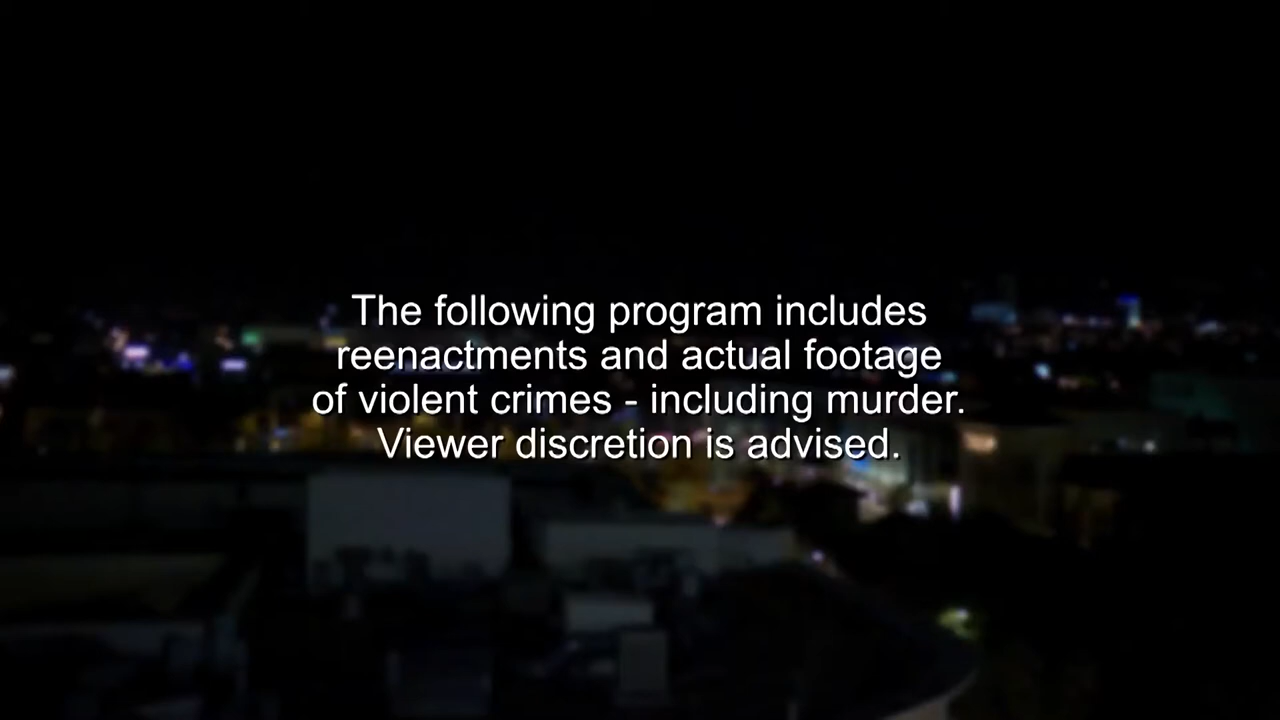 The following program includes
reenactments and actual footage
of violent crimes - including murder.
Viewer discretion is advised.